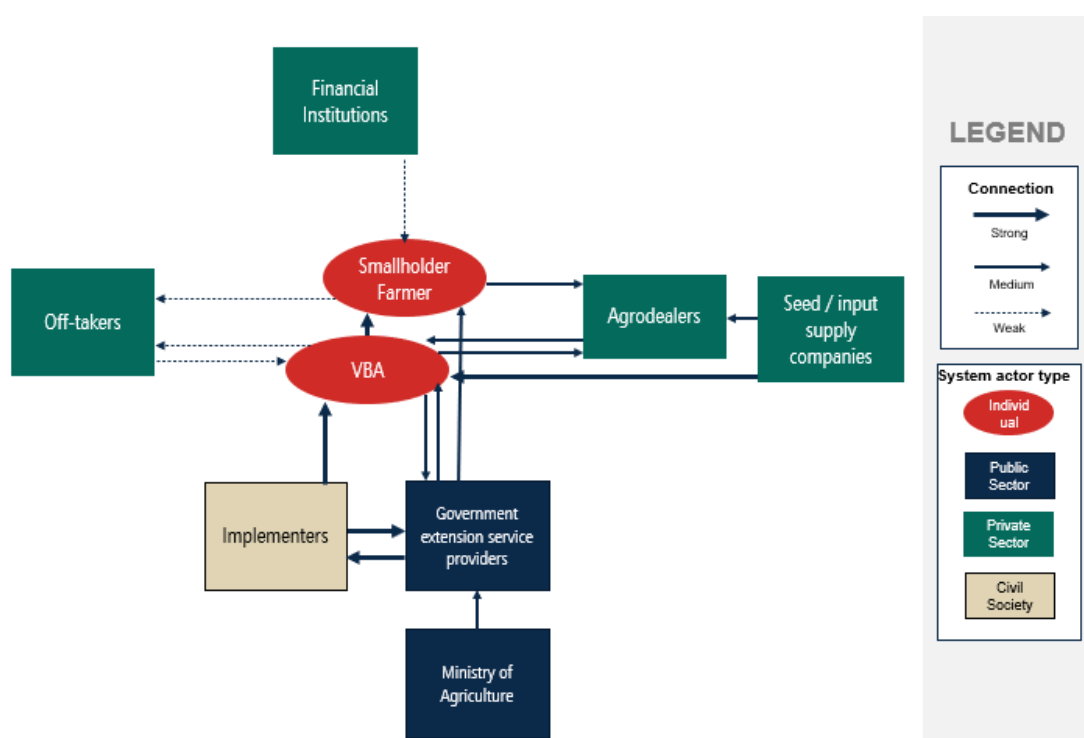 Financial
Institutions
Smallholder
Farmer
Off-takers
Agrodealers
Seed / input
supply
companies
VBA
Implementers
Government
extension service
providers
Ministry of
Agriculture
LEGEND
Connection
Strong
Medium
Weak
System actor type
Individ
ual
Public
Sector
Private
Sector
Civil
Society